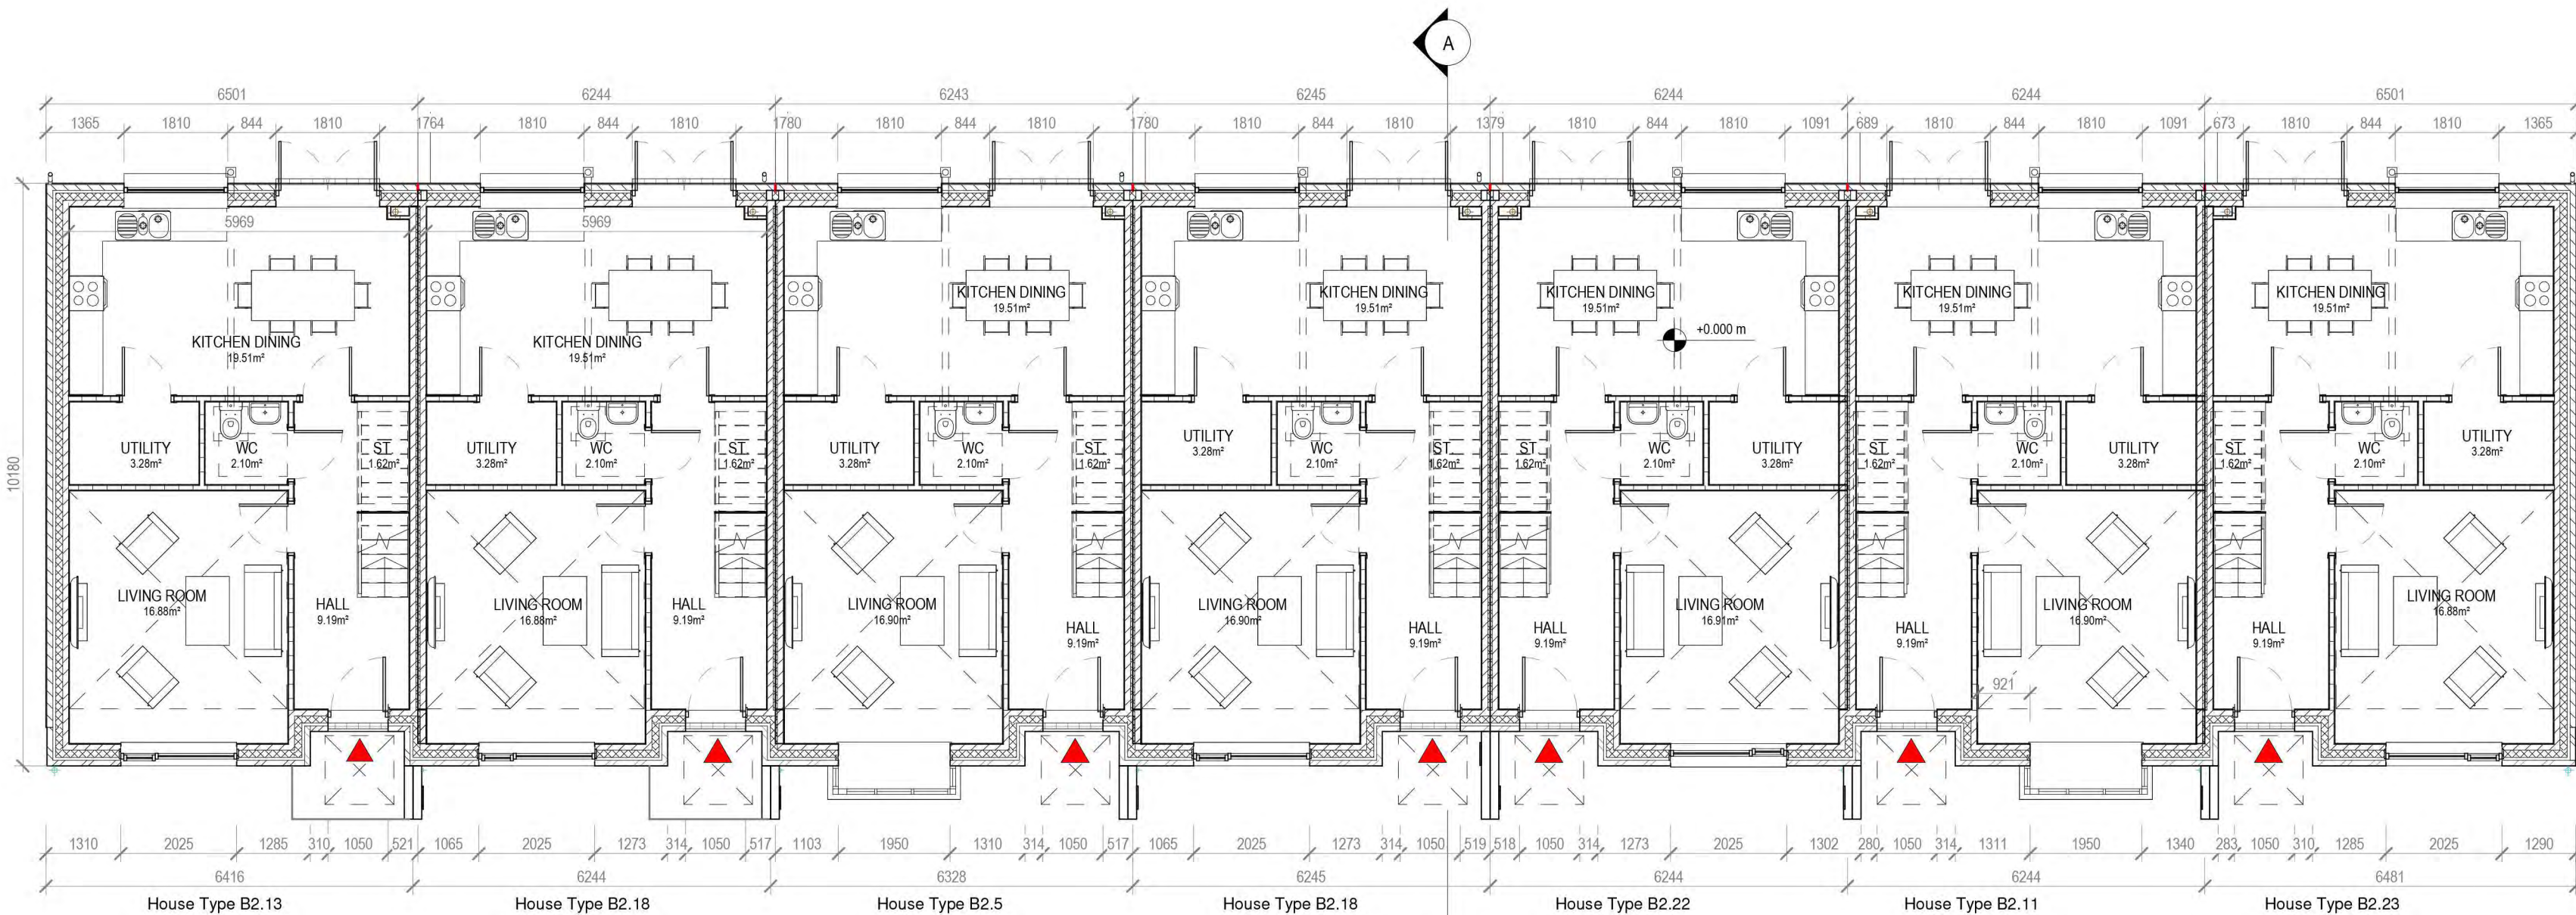 A
6501 6244 6243 6245 6244 6244 6501
1365 1810 844 1810 1764 1810 844 1810 1780 1810 844 1810 1780 1810 844 1810 1379 1810 844 1810 1091 689 1810 844 1810 1091 673 1810 844 1810 1365
5969 5969
KITCHEN DINING KITCHEN DINING KITCHEN DINING KITCHEN DINING KITCHEN DINING
19.51m² 19.51m² 19.51m² 19.51m² 19.51m²
+0.000 m
KITCHEN DINING KITCHEN DINING
19.51m² 19.51m²
10180
UTILITY WC ST. UTILITY WC ST. UTILITY WC ST. UTILITY WC ST. ST. WC UTILITY ST. WC UTILITY ST. WC UTILITY
3.28m² 2.10m² 1.62m² 3.28m² 2.10m² 1.62m² 3.28m² 2.10m² 1.62m² 3.28m² 2.10m² 1.62m² 1.62m² 2.10m² 3.28m² 1.62m² 2.10m² 3.28m² 1.62m² 2.10m² 3.28m²
LIVING ROOM HALL LIVING ROOM HALL LIVING ROOM LIVING ROOM LIVING ROOM LIVING ROOM LIVING ROOM
16.88m² 9.19m² 16.88m² 9.19m² 16.90m² 16.90m² 16.91m² 16.90m² 16.88m²
HALL HALL HALL HALL HALL
9.19m² 9.19m² 9.19m² 9.19m² 9.19m²
921
1310 2025 1285 310 1050 521 1065 2025 1273 314 1050 517 1103 1950 1310 314 1050 517 1065 2025 1273 314 1050 519 518 1050 314 1273 2025 1302 280 1050 314 1311 1950 1340 283 1050 310 1285 2025 1290
6416 6244 6328 6245 6244 6244 6481
House Type B2.13 House Type B2.18 House Type B2.5 House Type B2.18 House Type B2.22 House Type B2.11 House Type B2.23